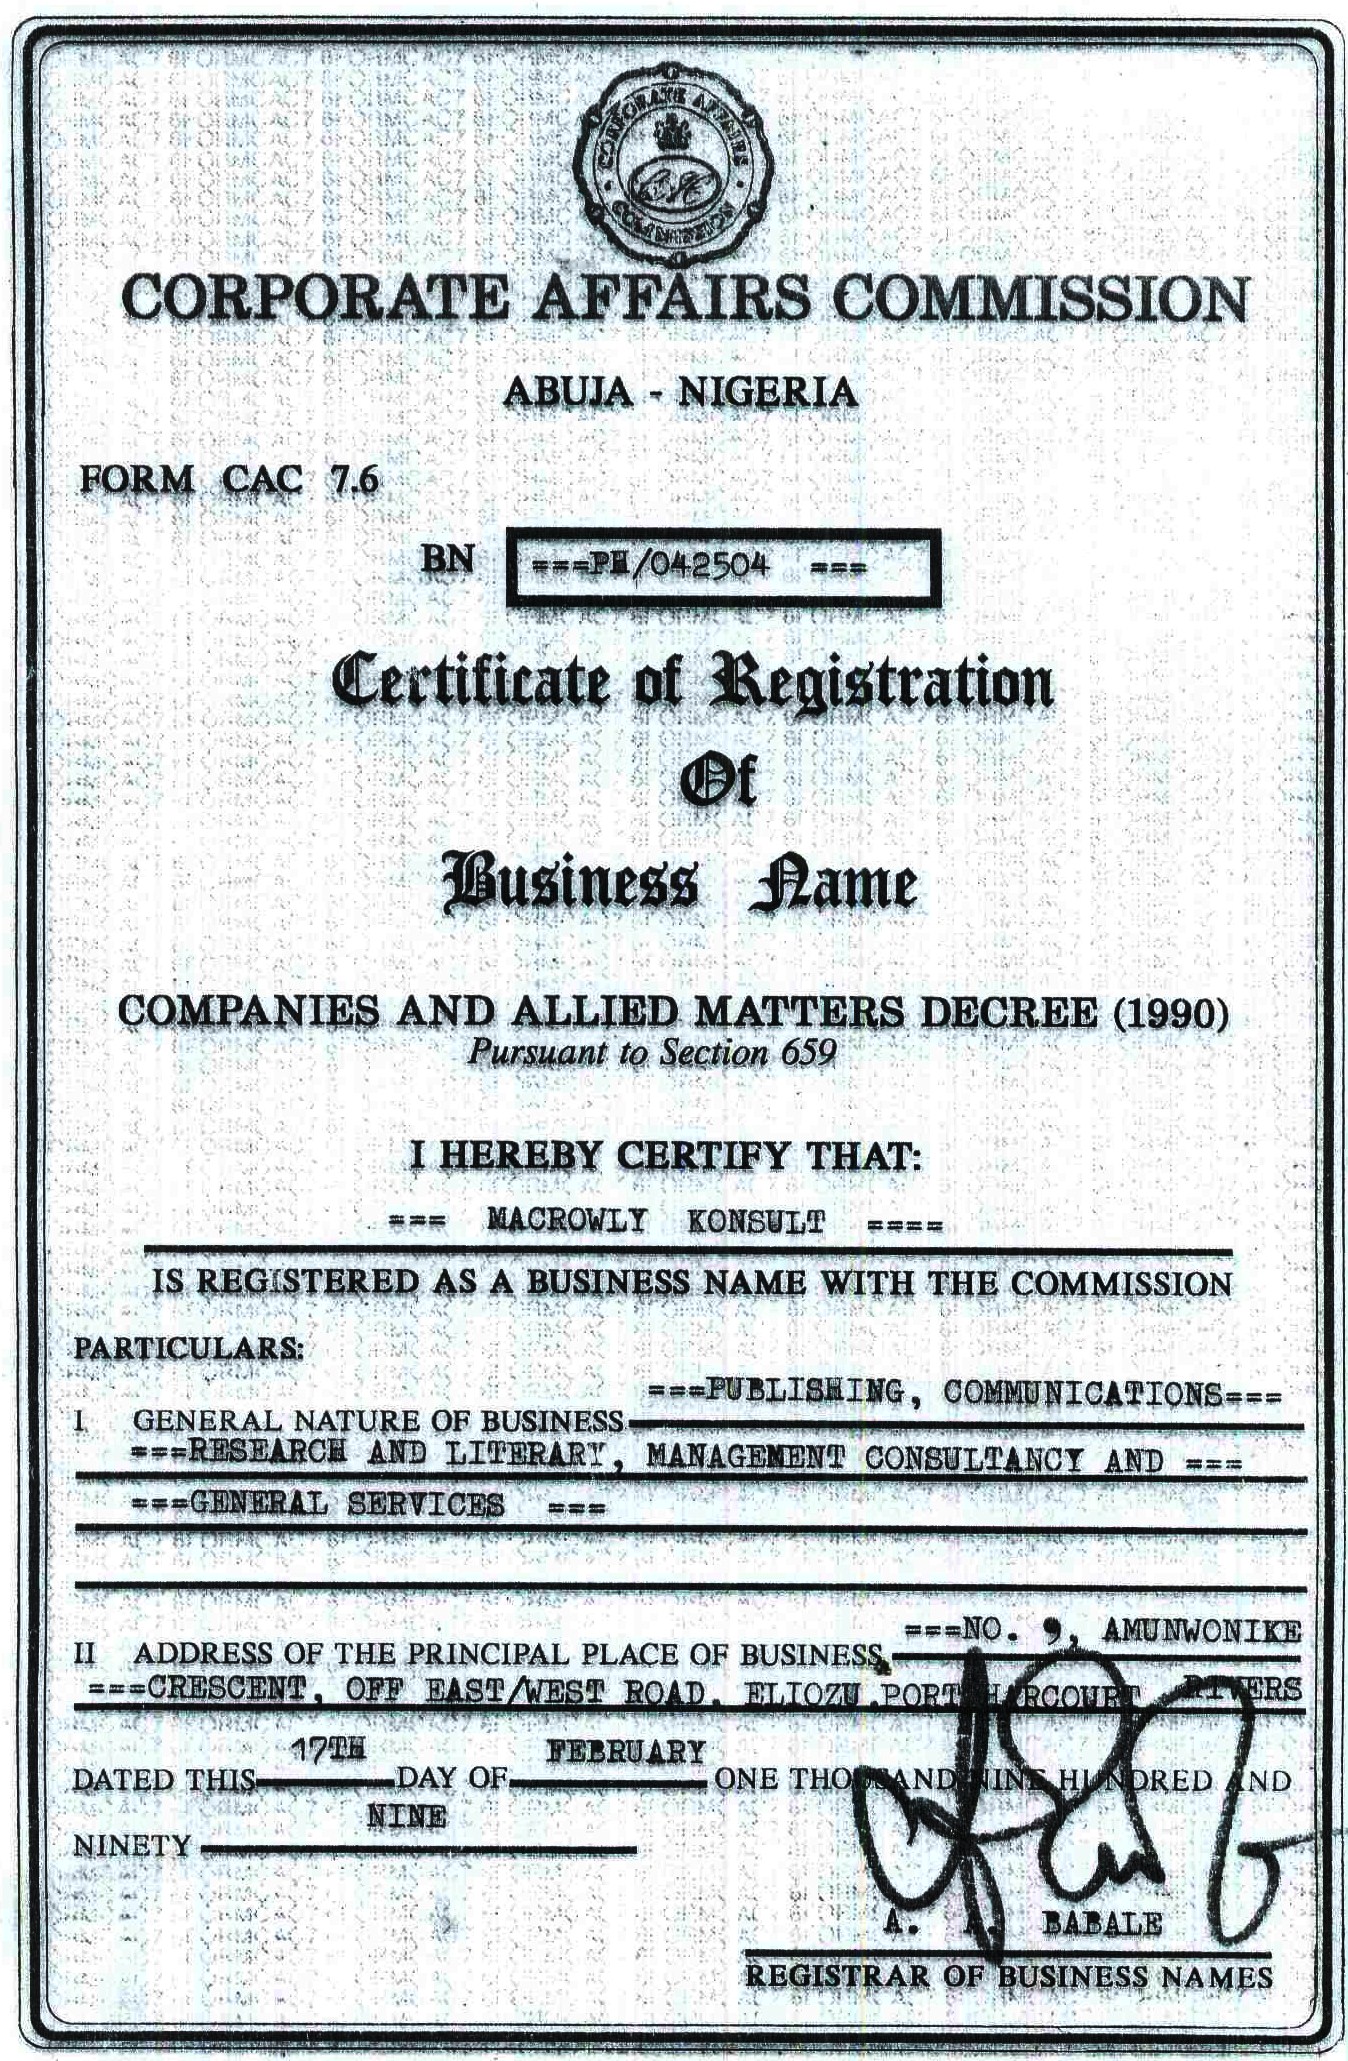 CORPORATE AFFAIRS
COMMISSION
CORPORATE AFFAIRS COMMISSION
ABUJA - NIGERIA
FORM CAC 7.6
BN ===PH/042504 ===
Certificate of Registration
Of
Business Name
COMPANIES AND ALLIED MATTERS DECREE (1990)
Pursuant to Section 659
I HEREBY CERTIFY THAT:
=== MACROWLY KONSULT ====
IS REGISTERED AS A BUSINESS NAME WITH THE COMMISSION
PARTICULARS:
===PUBLISHING, COMMUNICATIONS===
I GENERAL NATURE OF BUSINESS
===RESEARCH AND LITERARY, MANAGEMENT CONSULTANCY AND ===
===GENERAL SERVICES ===
===NO. 9, AMUNWONIKE
II ADDRESS OF THE PRINCIPAL PLACE OF BUSINESS
===CRESCENT, OFF EAST/WEST ROAD, ELIOZU, PORT HARCOURT RIVERS
17TH FEBRUARY
DATED THIS DAY OF ONE THOUSAND NINE HUNDRED AND
NINE
NINETY
A. A. BABALE
REGISTRAR OF BUSINESS NAMES